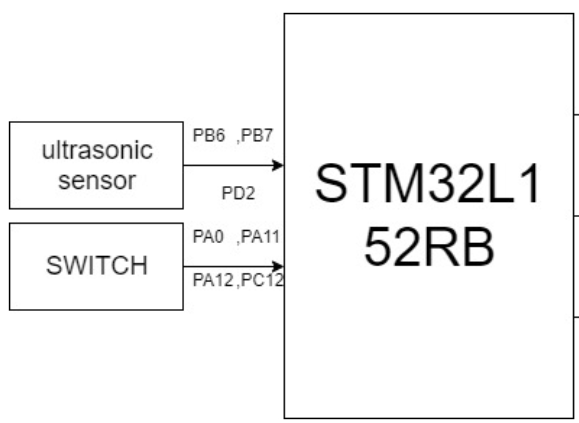 PB6 ,PB7
ultrasonic
sensor
PD2
PA0 ,PA11
SWITCH
PA12,PC12
STM32L1
52RB